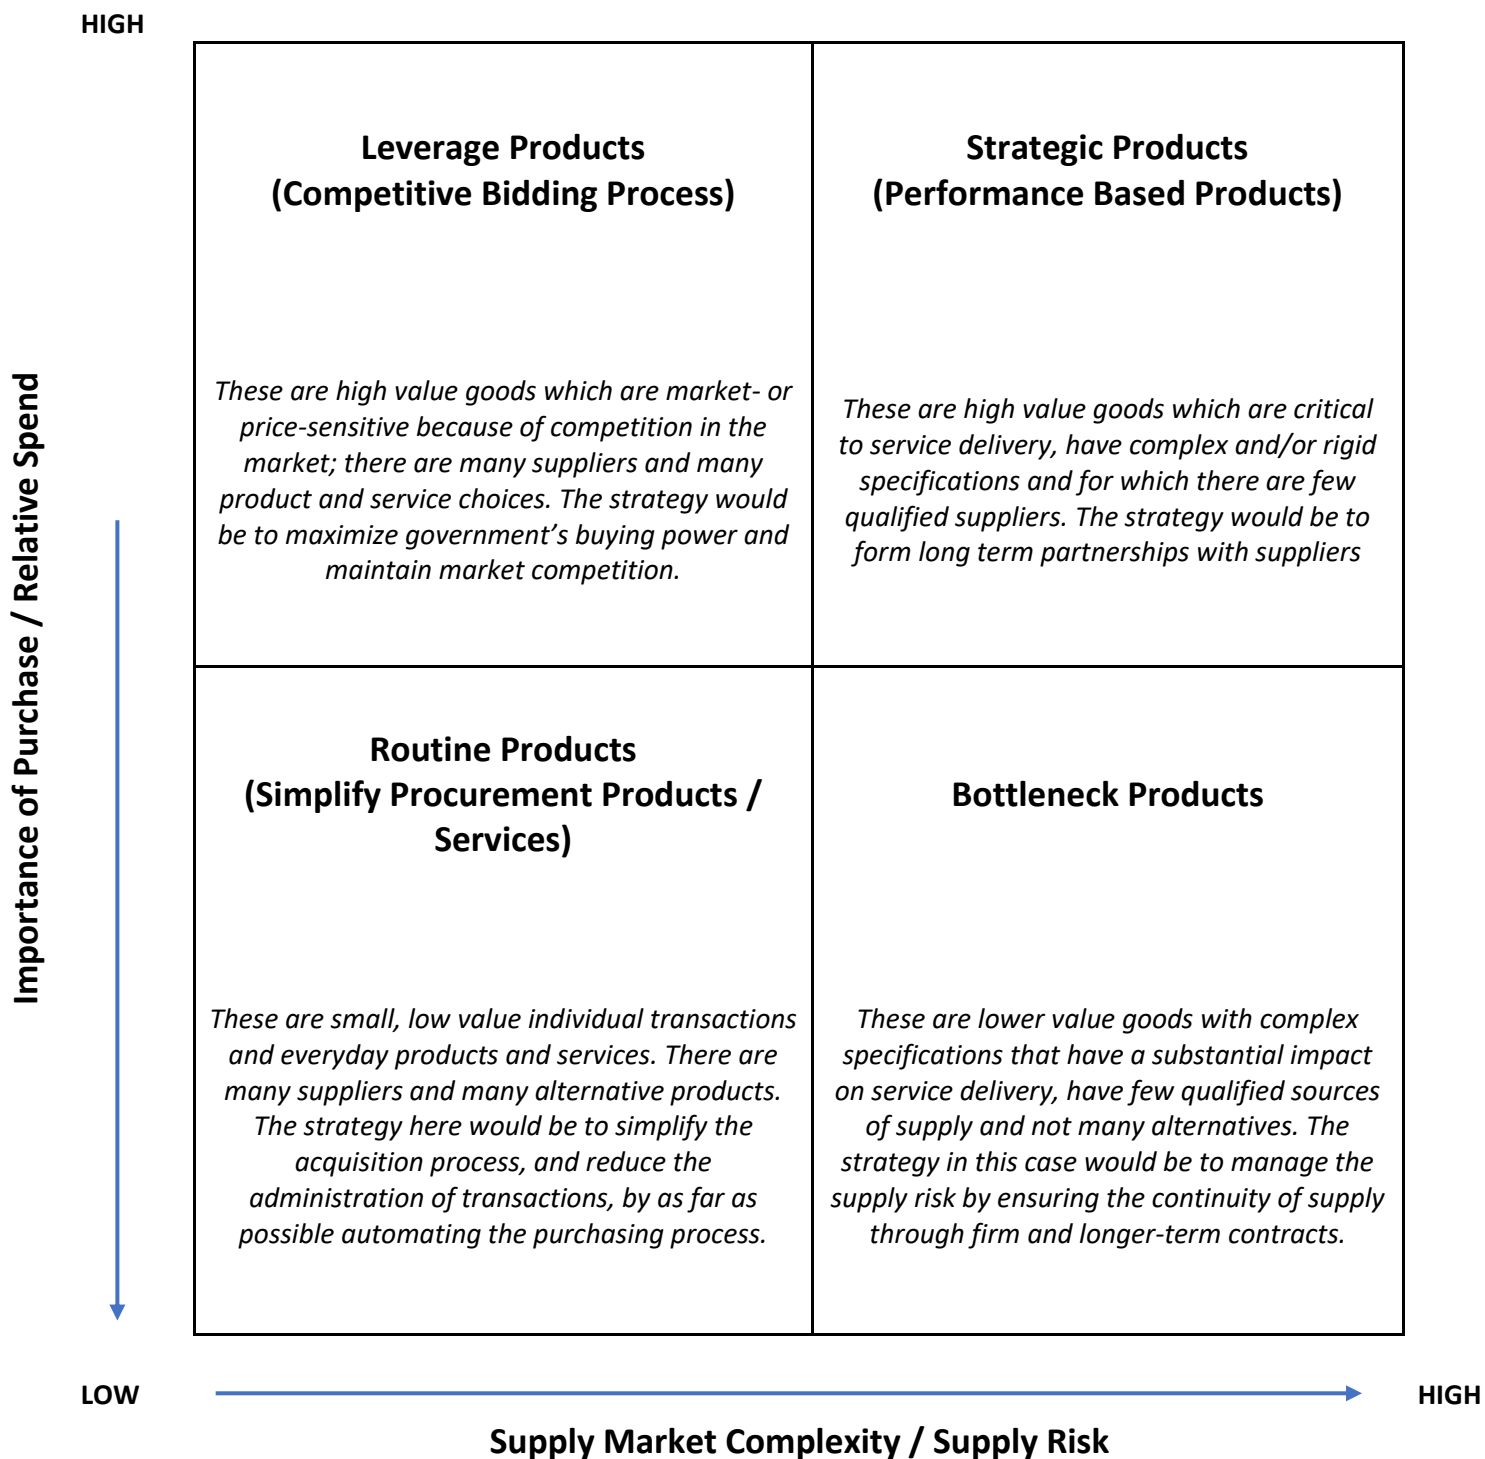 HIGH
Leverage Products
(Competitive Bidding Process)
These are high value goods which are market- or
price-sensitive because of competition in the
market; there are many suppliers and many
product and service choices. The strategy would
be to maximize government’s buying power and
maintain market competition.
Strategic Products
(Performance Based Products)
These are high value goods which are critical
to service delivery, have complex and/or rigid
specifications and for which there are few
qualified suppliers. The strategy would be to
form long term partnerships with suppliers
Importance of Purchase / Relative Spend
Routine Products
(Simplify Procurement Products /
Services)
These are small, low value individual transactions
and everyday products and services. There are
many suppliers and many alternative products.
The strategy here would be to simplify the
acquisition process, and reduce the
administration of transactions, by as far as
possible automating the purchasing process.
Bottleneck Products
These are lower value goods with complex
specifications that have a substantial impact
on service delivery, have few qualified sources
of supply and not many alternatives. The
strategy in this case would be to manage the
supply risk by ensuring the continuity of supply
through firm and longer-term contracts.
LOW
HIGH
Supply Market Complexity / Supply Risk